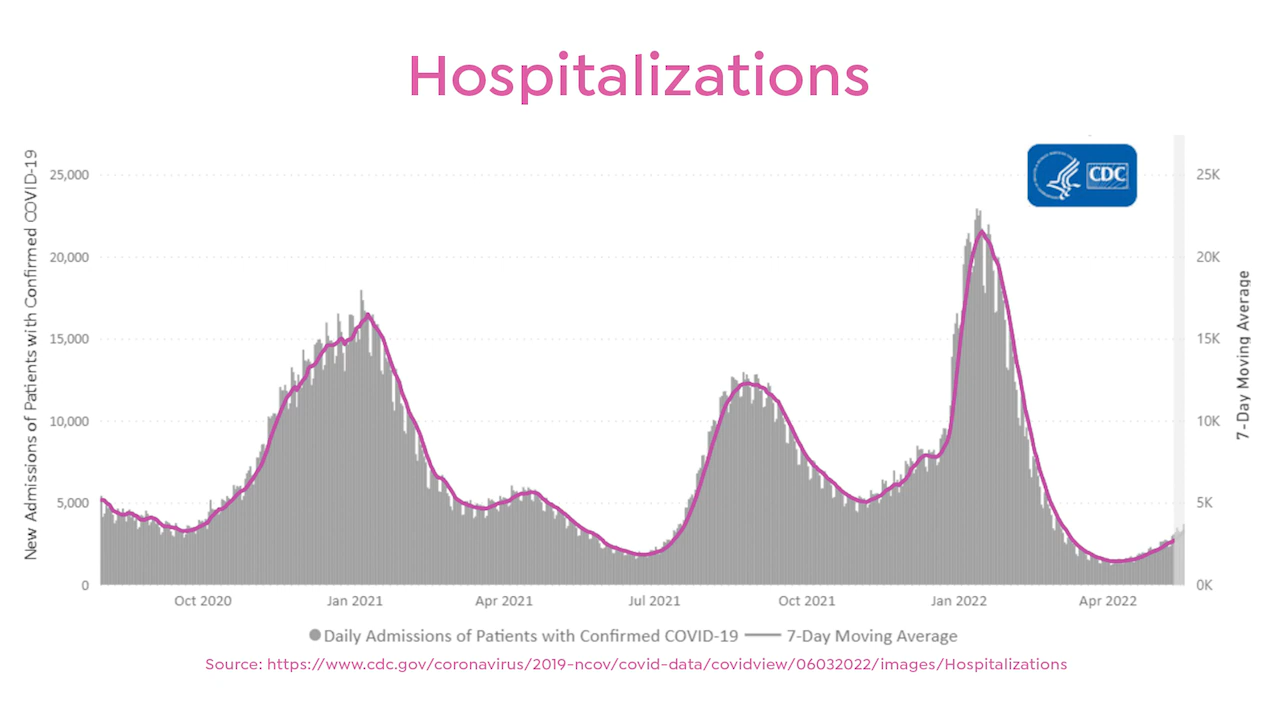 Hospitalizations
New Admissions of Patients with Confirmed COVID-19
25,000
20,000
15,000
10,000
5,000
0
CDC
25K
20K
15K
10K
5K
0K
7-Day Moving Average
Oct 2020 Jan 2021 Apr 2021 Jul 2021 Oct 2021 Jan 2022 Apr 2022
Daily Admissions of Patients with Confirmed COVID-19 7-Day Moving Average
Source: https://www.cdc.gov/coronavirus/2019-ncov/covid-data/covidview/06032022/images/Hospitalizations